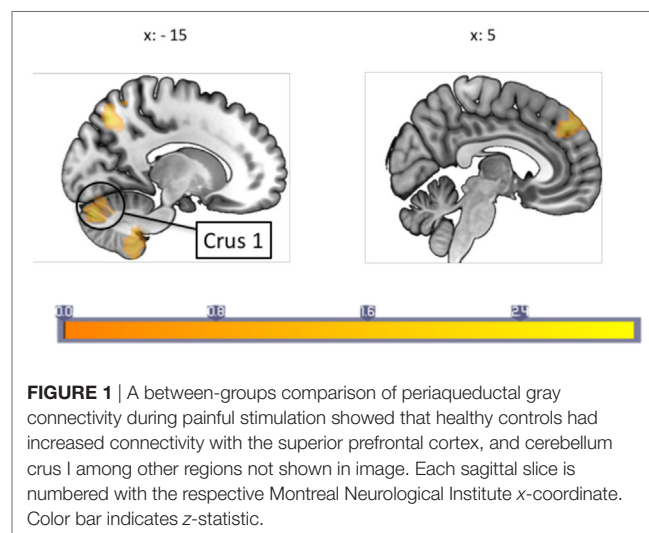 x: - 15
x: 5
Crus 1
0.0 0.8 1.6 2.4
FIGURE 1 | A between-groups comparison of periaqueductal gray
connectivity during painful stimulation showed that healthy controls had
increased connectivity with the superior prefrontal cortex, and cerebellum
crus I among other regions not shown in image. Each sagittal slice is
numbered with the respective Montreal Neurological Institute x-coordinate.
Color bar indicates z-statistic.